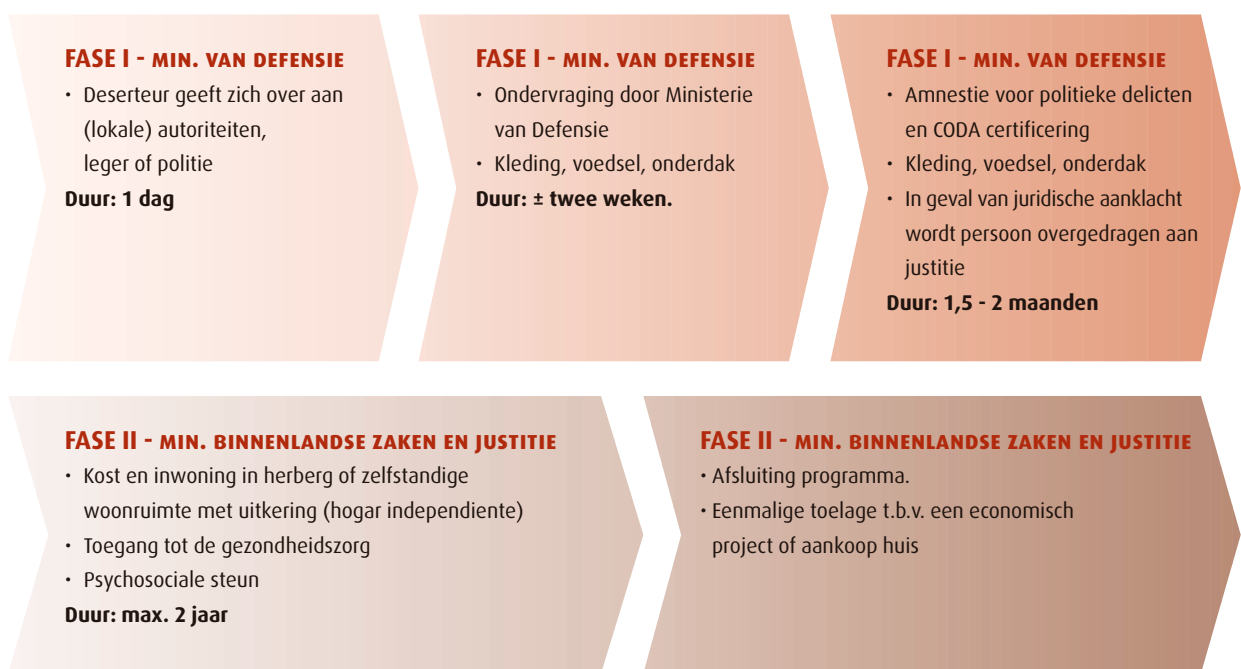 FASE I - MIN. VAN DEFENSIE
• Deserteur geeft zich over aan
(lokale) autoriteiten,
leger of politie
Duur: 1 dag
FASE I - MIN. VAN DEFENSIE
• Ondervraging door Ministerie
van Defensie
• Kleding, voedsel, onderdak
Duur: ± twee weken.
FASE I - MIN. VAN DEFENSIE
• Amnestie voor politieke delicten
en CODA certificering
• Kleding, voedsel, onderdak
• In geval van juridische aanklacht
wordt persoon overgedragen aan
justitie
Duur: 1,5 - 2 maanden
FASE II - MIN. BINNENLANDSE ZAKEN EN JUSTITIE
• Kost en inwoning in herberg of zelfstandige
woonruimte met uitkering (hogar independiente)
• Toegang tot de gezondheidszorg
• Psychosociale steun
Duur: max. 2 jaar
FASE II - MIN. BINNENLANDSE ZAKEN EN JUSTITIE
• Afsluiting programma.
• Eenmalige toelage t.b.v. een economisch
project of aankoop huis